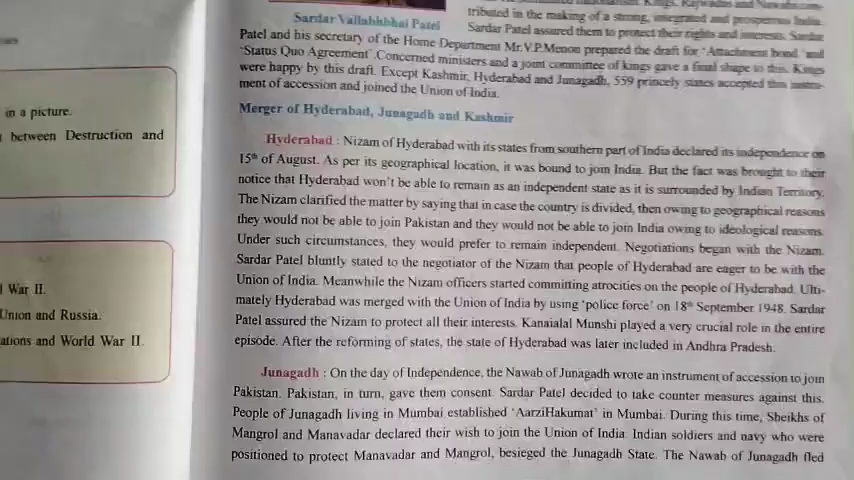 in a picture.
between Destruction and
War II.
Union and Russia.
ations and World War II.
Sardar Vallabhbhai Patel
tributed in the making of a strong, integrated and prosperous India.
Sardar Patel assured them to protect their rights and interests. Sardar
Patel and his secretary of the Home Department Mr.V.P.Menon prepared the draft for 'Attachment bond' and
'Status Quo Agreement'.Concerned ministers and a joint committee of kings gave a final shape to this. Kings
were happy by this draft. Except Kashmir, Hyderabad and Junagadh, 559 princely states accepted this instru-
ment of accession and joined the Union of India.
Merger of Hyderabad, Junagadh and Kashmir
Hyderabad : Nizam of Hyderabad with its states from southern part of India declared its independence on
15th of August. As per its geographical location, it was bound to join India. But the fact was brought to their
notice that Hyderabad won't be able to remain as an independent state as it is surrounded by Indian Territory.
The Nizam clarified the matter by saying that in case the country is divided, then owing to geographical reasons
they would not be able to join Pakistan and they would not be able to join India owing to ideological reasons.
Under such circumstances, they would prefer to remain independent. Negotiations began with the Nizam.
Sardar Patel bluntly stated to the negotiator of the Nizam that people of Hyderabad are eager to be with the
Union of India. Meanwhile the Nizam officers started committing atrocities on the people of Hyderabad. Ulti-
mately Hyderabad was merged with the Union of India by using 'police force' on 18th September 1948. Sardar
Patel assured the Nizam to protect all their interests. Kanaialal Munshi played a very crucial role in the entire
episode. After the reforming of states, the state of Hyderabad was later included in Andhra Pradesh.
Junagadh : On the day of Independence, the Nawab of Junagadh wrote an instrument of accession to join
Pakistan. Pakistan, in turn, gave them consent. Sardar Patel decided to take counter measures against this.
People of Junagadh living in Mumbai established 'AarziHakumat' in Mumbai. During this time, Sheikhs of
Mangrol and Manavadar declared their wish to join the Union of India. Indian soldiers and navy who were
positioned to protect Manavadar and Mangrol, besieged the Junagadh State. The Nawab of Junagadh fled